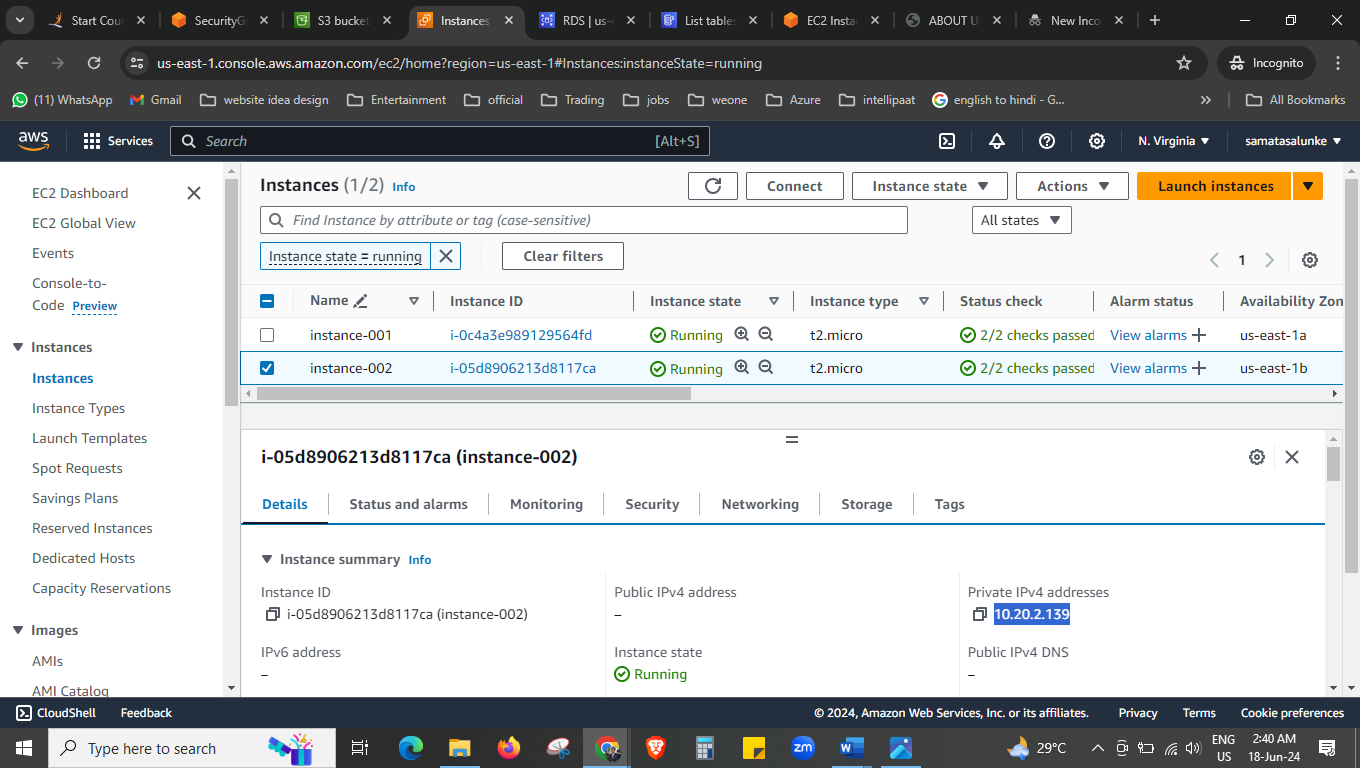 Start Cour
SecurityGr
S3 bucket
Instances
RDS | us-e
List tables
EC2 Instan
ABOUT U
New Inco
us-east-1.console.aws.amazon.com/ec2/home?region=us-east-1#Instances:instanceState=running
Incognito
(11) WhatsApp
Gmail
website idea design
Entertainment
official
Trading
jobs
weone
Azure
intellipaat
english to hindi - G...
All Bookmarks
aws
Services
Search
[Alt+S]
N. Virginia
samatasalunke
EC2 Dashboard
EC2 Global View
Events
Console-to-
Code Preview
Instances
Instances
Instance Types
Launch Templates
Spot Requests
Savings Plans
Reserved Instances
Dedicated Hosts
Capacity Reservations
Images
AMIs
AMI Catalog
Instances (1/2) Info
Connect
Instance state
Actions
Launch instances
Find Instance by attribute or tag (case-sensitive)
All states
Instance state = running
Clear filters
1
Name
Instance ID
Instance state
Instance type
Status check
Alarm status
Availability Zon
instance-001
i-0c4a3e989129564fd
Running
t2.micro
2/2 checks passed
View alarms
us-east-1a
instance-002
i-05d8906213d8117ca
Running
t2.micro
2/2 checks passed
View alarms
us-east-1b
i-05d8906213d8117ca (instance-002)
Details
Status and alarms
Monitoring
Security
Networking
Storage
Tags
Instance summary Info
Instance ID
i-05d8906213d8117ca (instance-002)
Public IPv4 address
–
Private IPv4 addresses
10.20.2.139
IPv6 address
–
Instance state
Running
Public IPv4 DNS
–
CloudShell
Feedback
© 2024, Amazon Web Services, Inc. or its affiliates.
Privacy
Terms
Cookie preferences
Type here to search
zm
29°C
ENG
US
2:40 AM
18-Jun-24